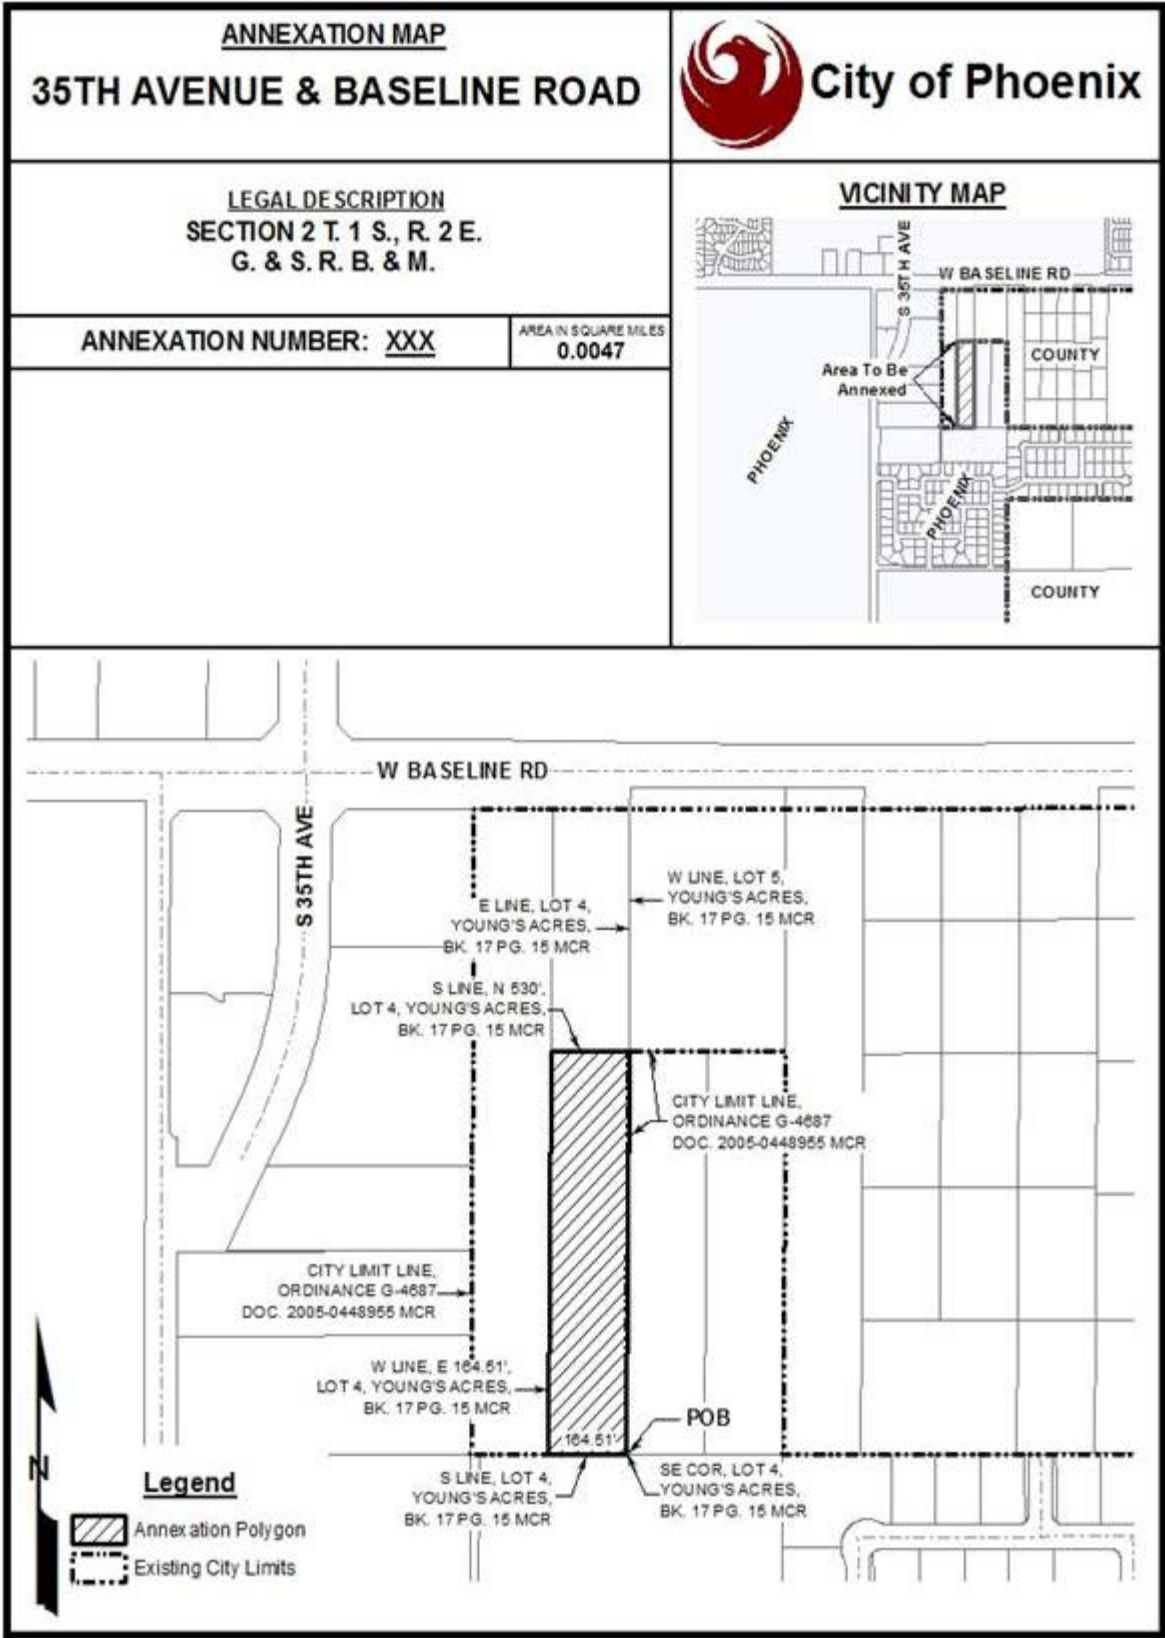 ANNEXATION MAP
35TH AVENUE & BASELINE ROAD
City of Phoenix
LEGAL DESCRIPTION
SECTION 2 T. 1 S., R. 2 E.
G. & S. R. B. & M.
ANNEXATION NUMBER: XXX
AREA IN SQUARE MILES
0.0047
VICINITY MAP
S 35TH AVE
W BASELINE RD
COUNTY
Area To Be
Annexed
PHOENIX
PHOENIX
COUNTY
W BASELINE RD
S 35TH AVE
W LINE, LOT 5,
YOUNG'S ACRES,
BK. 17 PG. 15 MCR
E LINE, LOT 4,
YOUNG'S ACRES,
BK. 17 PG. 15 MCR
S LINE, N 530',
LOT 4, YOUNG'S ACRES,
BK. 17 PG. 15 MCR
CITY LIMIT LINE,
ORDINANCE G-4687
DOC. 2005-0448955 MCR
CITY LIMIT LINE,
ORDINANCE G-4687
DOC. 2005-0448955 MCR
W LINE, E 164.51',
LOT 4, YOUNG'S ACRES,
BK. 17 PG. 15 MCR
164.51'
POB
S LINE, LOT 4,
YOUNG'S ACRES,
BK. 17 PG. 15 MCR
SE COR, LOT 4,
YOUNG'S ACRES,
BK. 17 PG. 15 MCR
N
Legend
Annexation Polygon
Existing City Limits